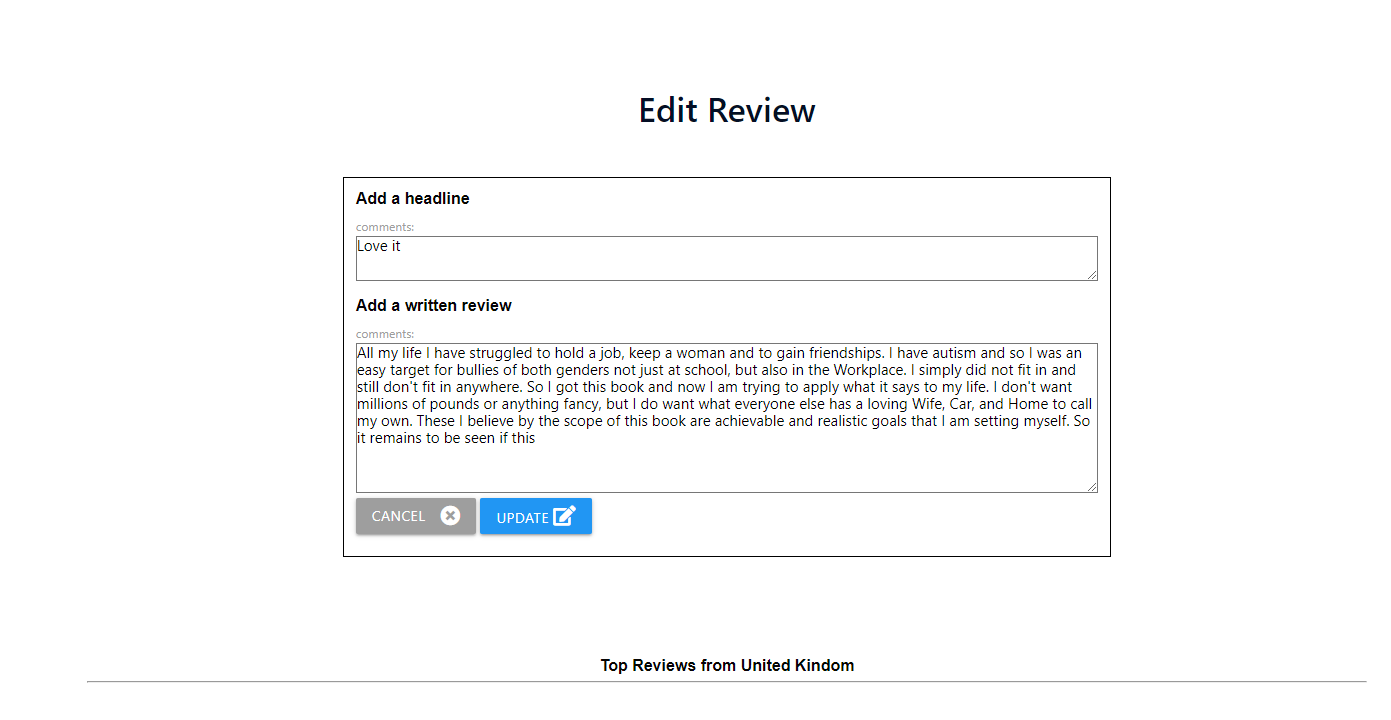 Edit Review
Add a headline
comments:
Love it
Add a written review
comments:
All my life I have struggled to hold a job, keep a woman and to gain friendships. I have autism and so I was an
easy target for bullies of both genders not just at school, but also in the Workplace. I simply did not fit in and
still don't fit in anywhere. So I got this book and now I am trying to apply what it says to my life. I don't want
millions of pounds or anything fancy, but I do want what everyone else has a loving Wife, Car, and Home to call
my own. These I believe by the scope of this book are achievable and realistic goals that I am setting myself. So
it remains to be seen if this
CANCEL UPDATE
Top Reviews from United Kindom